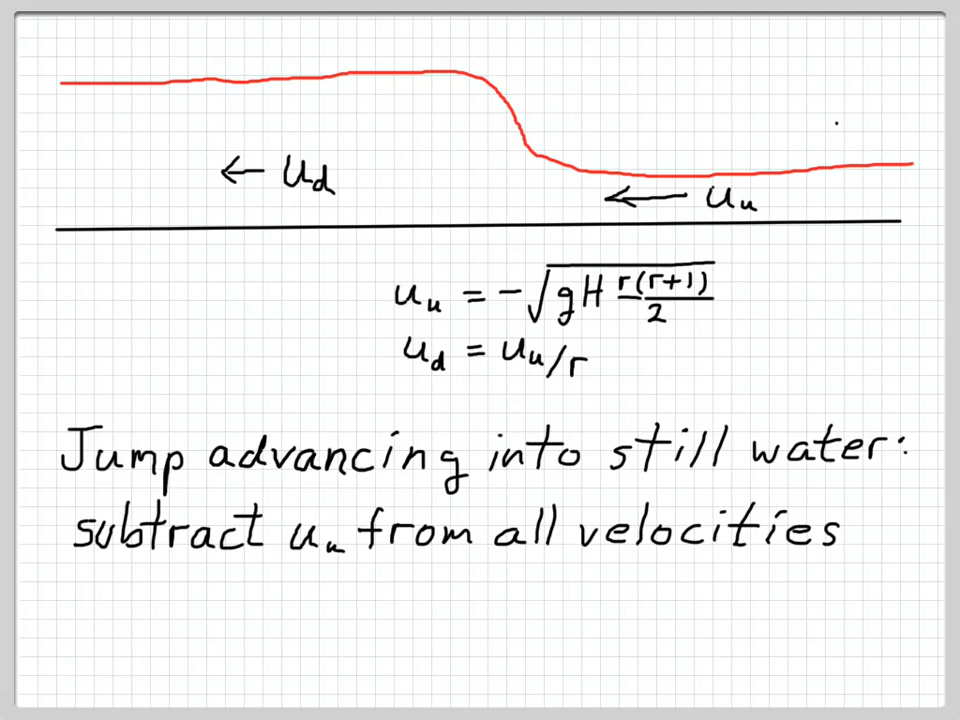 ← u_d
← u_u
u_u = -√(gH r(r+1)/2)
u_d = u_u/r
Jump advancing into still water:
subtract u_u from all velocities